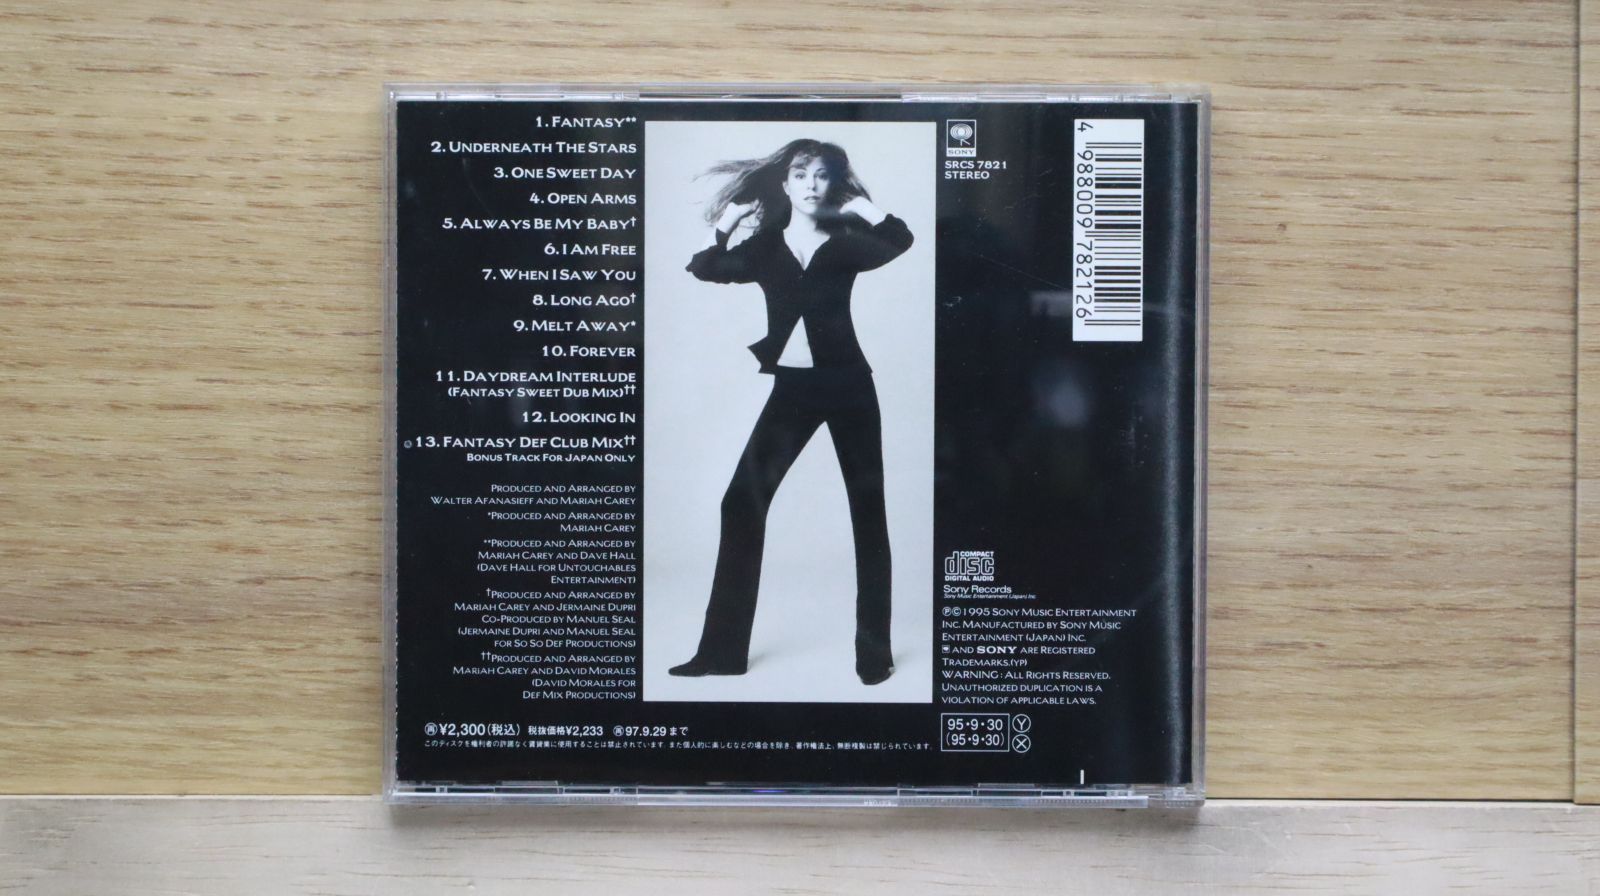 1. FANTASY**
2. UNDERNEATH THE STARS
3. ONE SWEET DAY
4. OPEN ARMS
5. ALWAYS BE MY BABY†
6. I AM FREE
7. WHEN I SAW YOU
8. LONG AGO†
9. MELT AWAY*
10. FOREVER
11. DAYDREAM INTERLUDE
(FANTASY SWEET DUB MIX)††
12. LOOKING IN
13. FANTASY DEF CLUB MIX††
BONUS TRACK FOR JAPAN ONLY
PRODUCED AND ARRANGED BY
WALTER AFANASIEFF AND MARIAH CAREY
*PRODUCED AND ARRANGED BY
MARIAH CAREY
**PRODUCED AND ARRANGED BY
MARIAH CAREY AND DAVE HALL
(DAVE HALL FOR UNTOUCHABLES
ENTERTAINMENT)
†PRODUCED AND ARRANGED BY
MARIAH CAREY AND JERMAINE DUPRI
CO-PRODUCED BY MANUEL SEAL
(JERMAINE DUPRI AND MANUEL SEAL
FOR SO SO DEF PRODUCTIONS)
††PRODUCED AND ARRANGED BY
MARIAH CAREY AND DAVID MORALES
(DAVID MORALES FOR
DEF MIX PRODUCTIONS)
㊐¥2,300(税込) 税抜価格¥2,233 ㊐97.9.29まで
このディスクを権利者の許諾なく賃貸業に使用することは禁止されています。また個人的に楽しむなどの場合を除き、著作権法上、無断複製は禁じられています。
SONY
SRCS 7821
STEREO
4 988009 782126
COMPACT
disc
DIGITAL AUDIO
Sony Records
Sony Music Entertainment (Japan) Inc.
℗©1995 SONY MUSIC ENTERTAINMENT
INC. MANUFACTURED BY SONY MUSIC
ENTERTAINMENT (JAPAN) INC.
AND SONY ARE REGISTERED
TRADEMARKS.(YP)
WARNING : ALL RIGHTS RESERVED.
UNAUTHORIZED DUPLICATION IS A
VIOLATION OF APPLICABLE LAWS.
95・9・30 Ⓨ
(95・9・30) Ⓧ